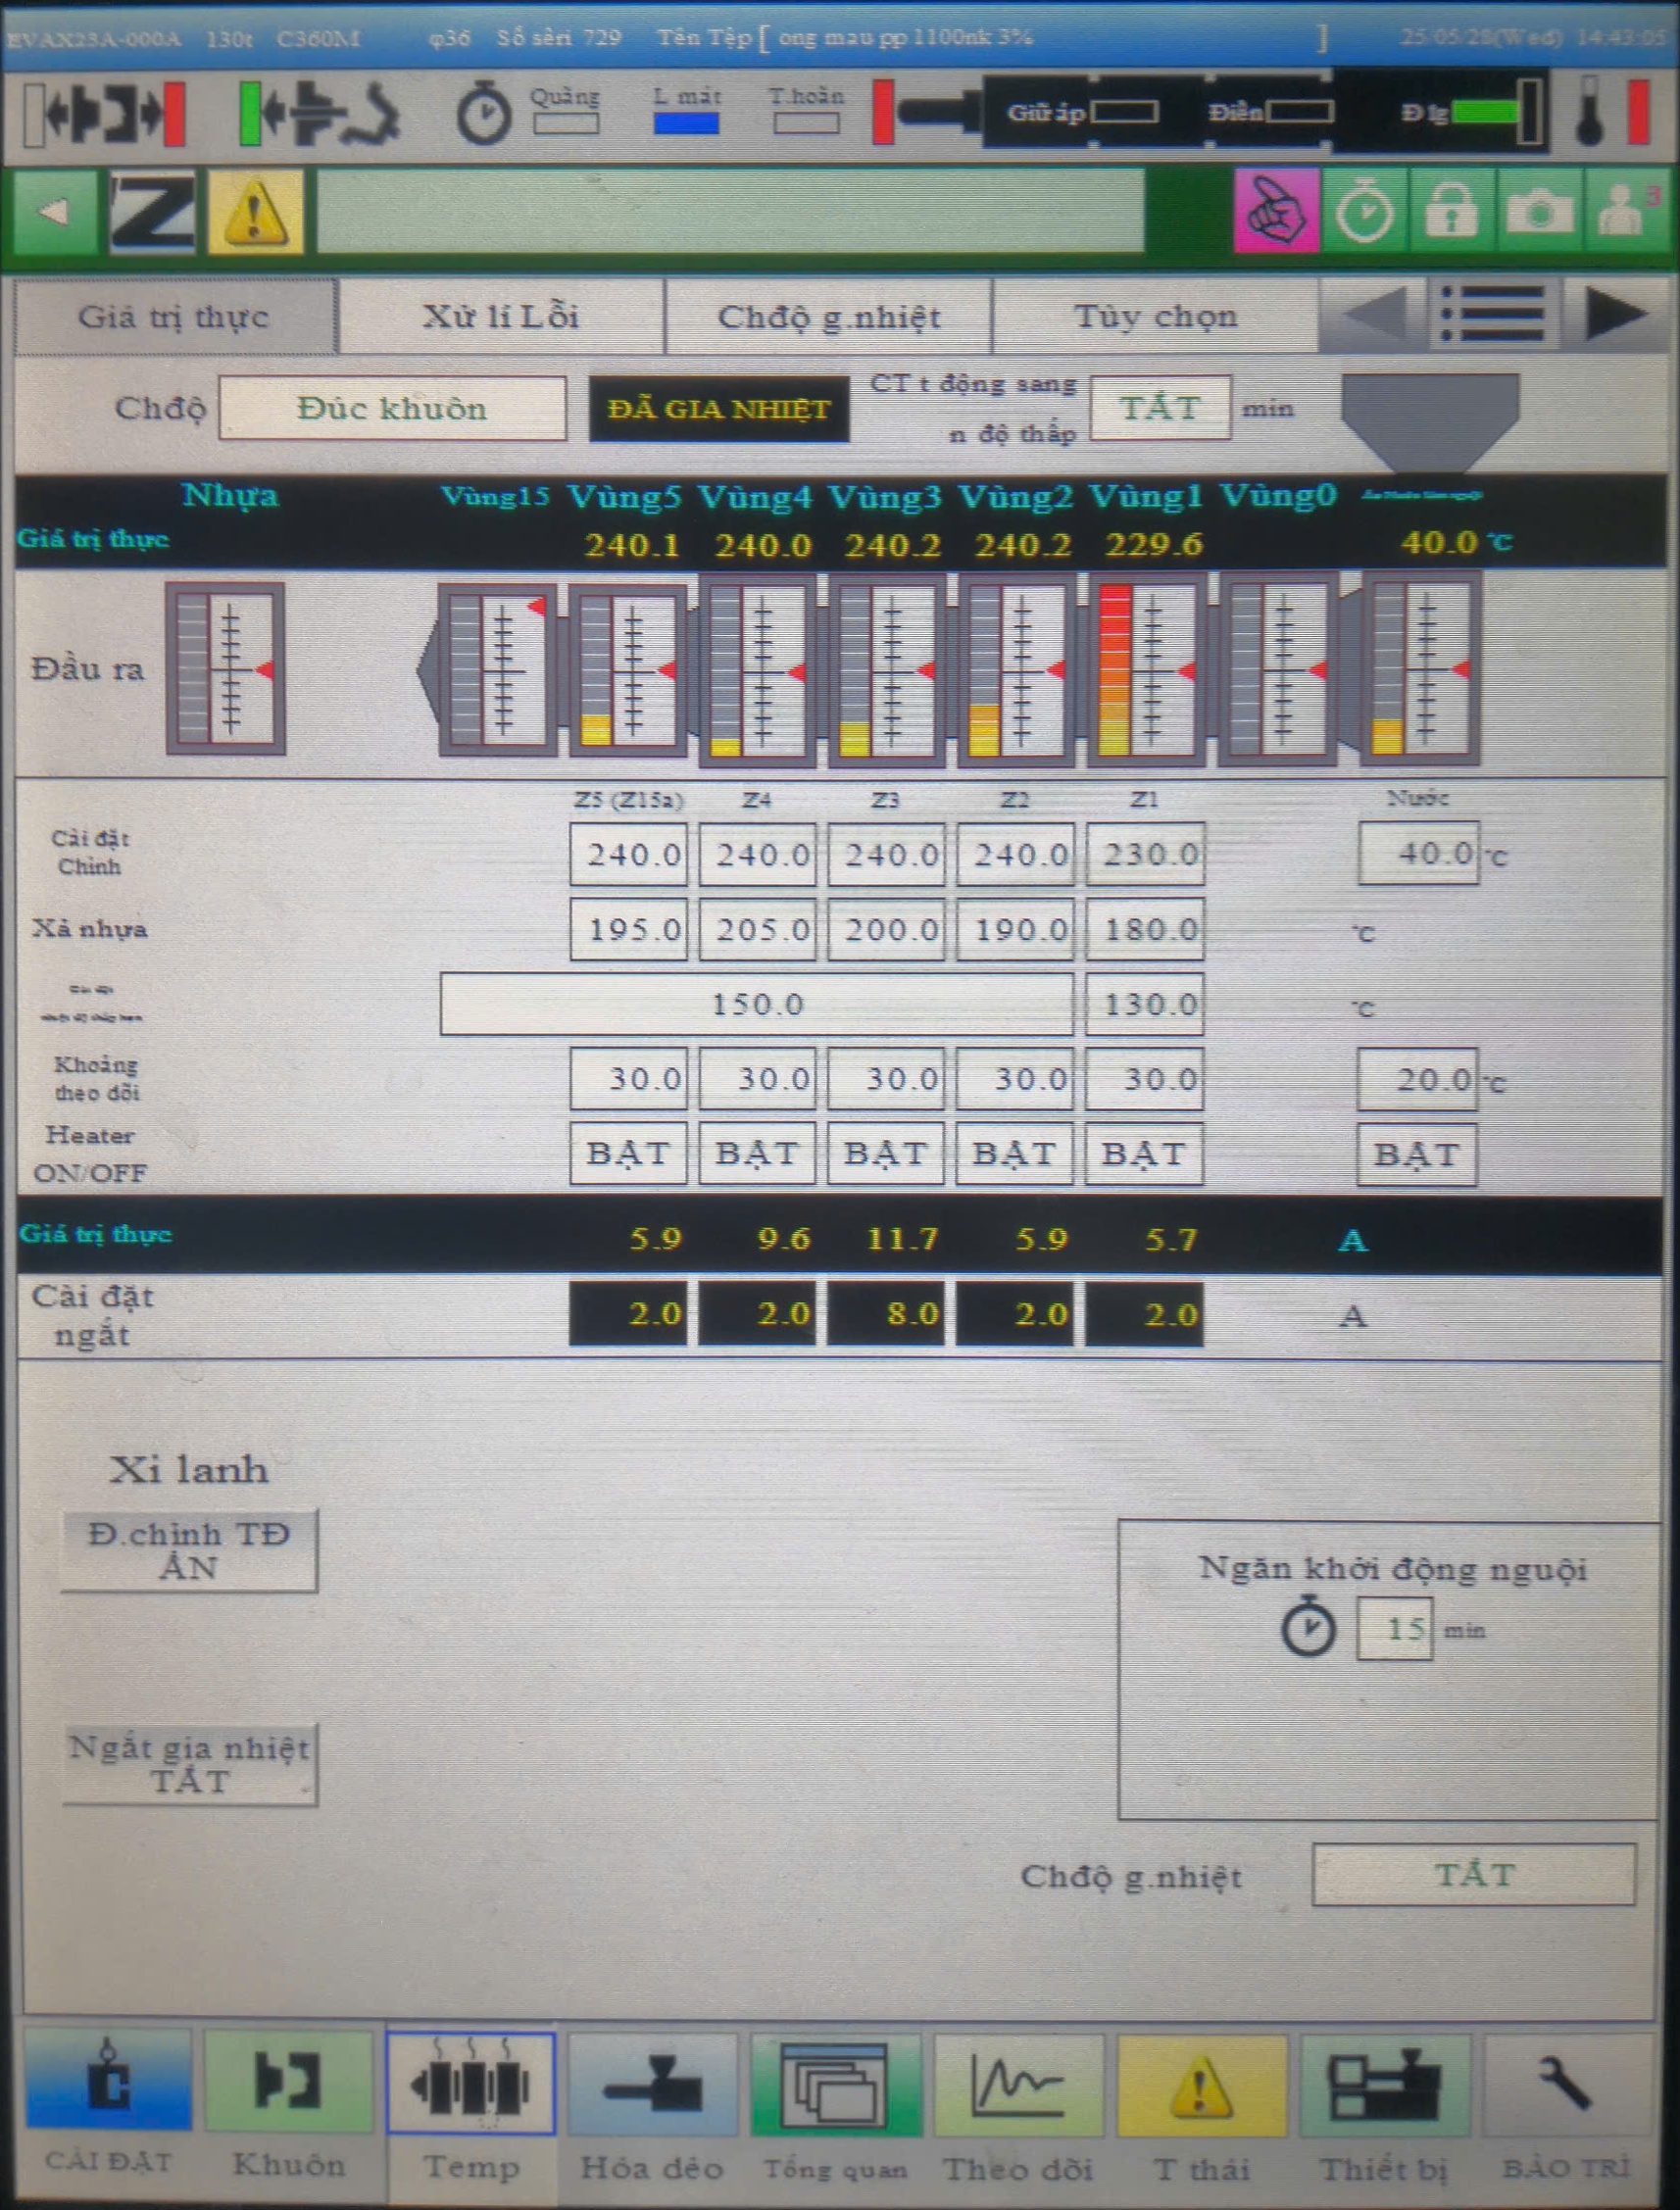 EVAX23A-000A 130t C360M φ36 Số sêri 729 Tên Tệp [ ong mau pp 1100nk 3% ] 25/05/28(Wed) 14:43:05
Quãng L mát T.hoãn Giữ áp Điền Đ lg
Z
3
Giá trị thực Xử lí Lỗi Chđộ g.nhiệt Tùy chọn
Chđộ Đúc khuôn ĐÃ GIA NHIỆT CT t động sang n độ thấp TẮT min
Nhựa Vùng15 Vùng5 Vùng4 Vùng3 Vùng2 Vùng1 Vùng0
Giá trị thực 240.1 240.0 240.2 240.2 229.6 40.0 ℃
Đầu ra
Z5 (Z15a) Z4 Z3 Z2 Z1 Nước
Cài đặt Chỉnh 240.0 240.0 240.0 240.0 230.0 40.0 ℃
Xả nhựa 195.0 205.0 200.0 190.0 180.0 ℃
150.0 130.0 ℃
Khoảng theo dõi 30.0 30.0 30.0 30.0 30.0 20.0 ℃
Heater ON/OFF BẬT BẬT BẬT BẬT BẬT BẬT
Giá trị thực 5.9 9.6 11.7 5.9 5.7 A
Cài đặt ngắt 2.0 2.0 8.0 2.0 2.0 A
Xi lanh
Đ.chỉnh TĐ
ẨN
Ngăn khởi động nguội
15 min
Ngắt gia nhiệt
TẮT
Chđộ g.nhiệt TẮT
CÀI ĐẶT Khuôn Temp Hóa dẻo Tổng quan Theo dõi T thái Thiết bị BẢO TRÌ